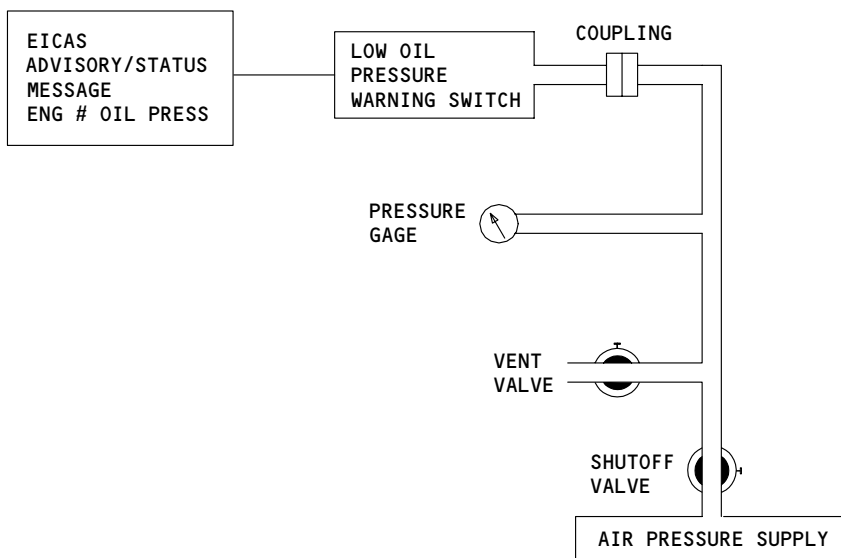 EICAS
ADVISORY/STATUS
MESSAGE
ENG # OIL PRESS
LOW OIL
PRESSURE
WARNING SWITCH
COUPLING
PRESSURE
GAGE
VENT
VALVE
SHUTOFF
VALVE
AIR PRESSURE SUPPLY